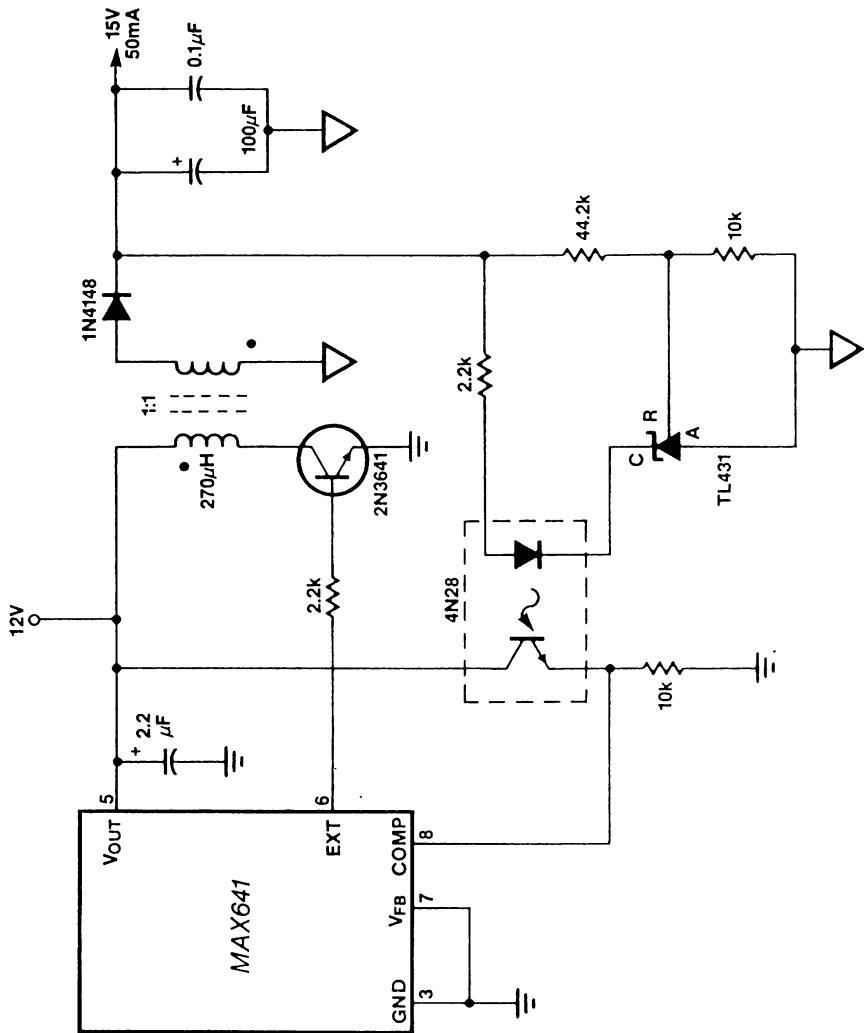 12V
2.2
µF
+
5
VOUT
MAX641
6
EXT
COMP
8
VFB
7
GND
3
270µH
1:1
1N4148
15V
50mA
+
100µF
0.1µF
2N3641
2.2k
4N28
2.2k
44.2k
10k
C
R
A
TL431
10k